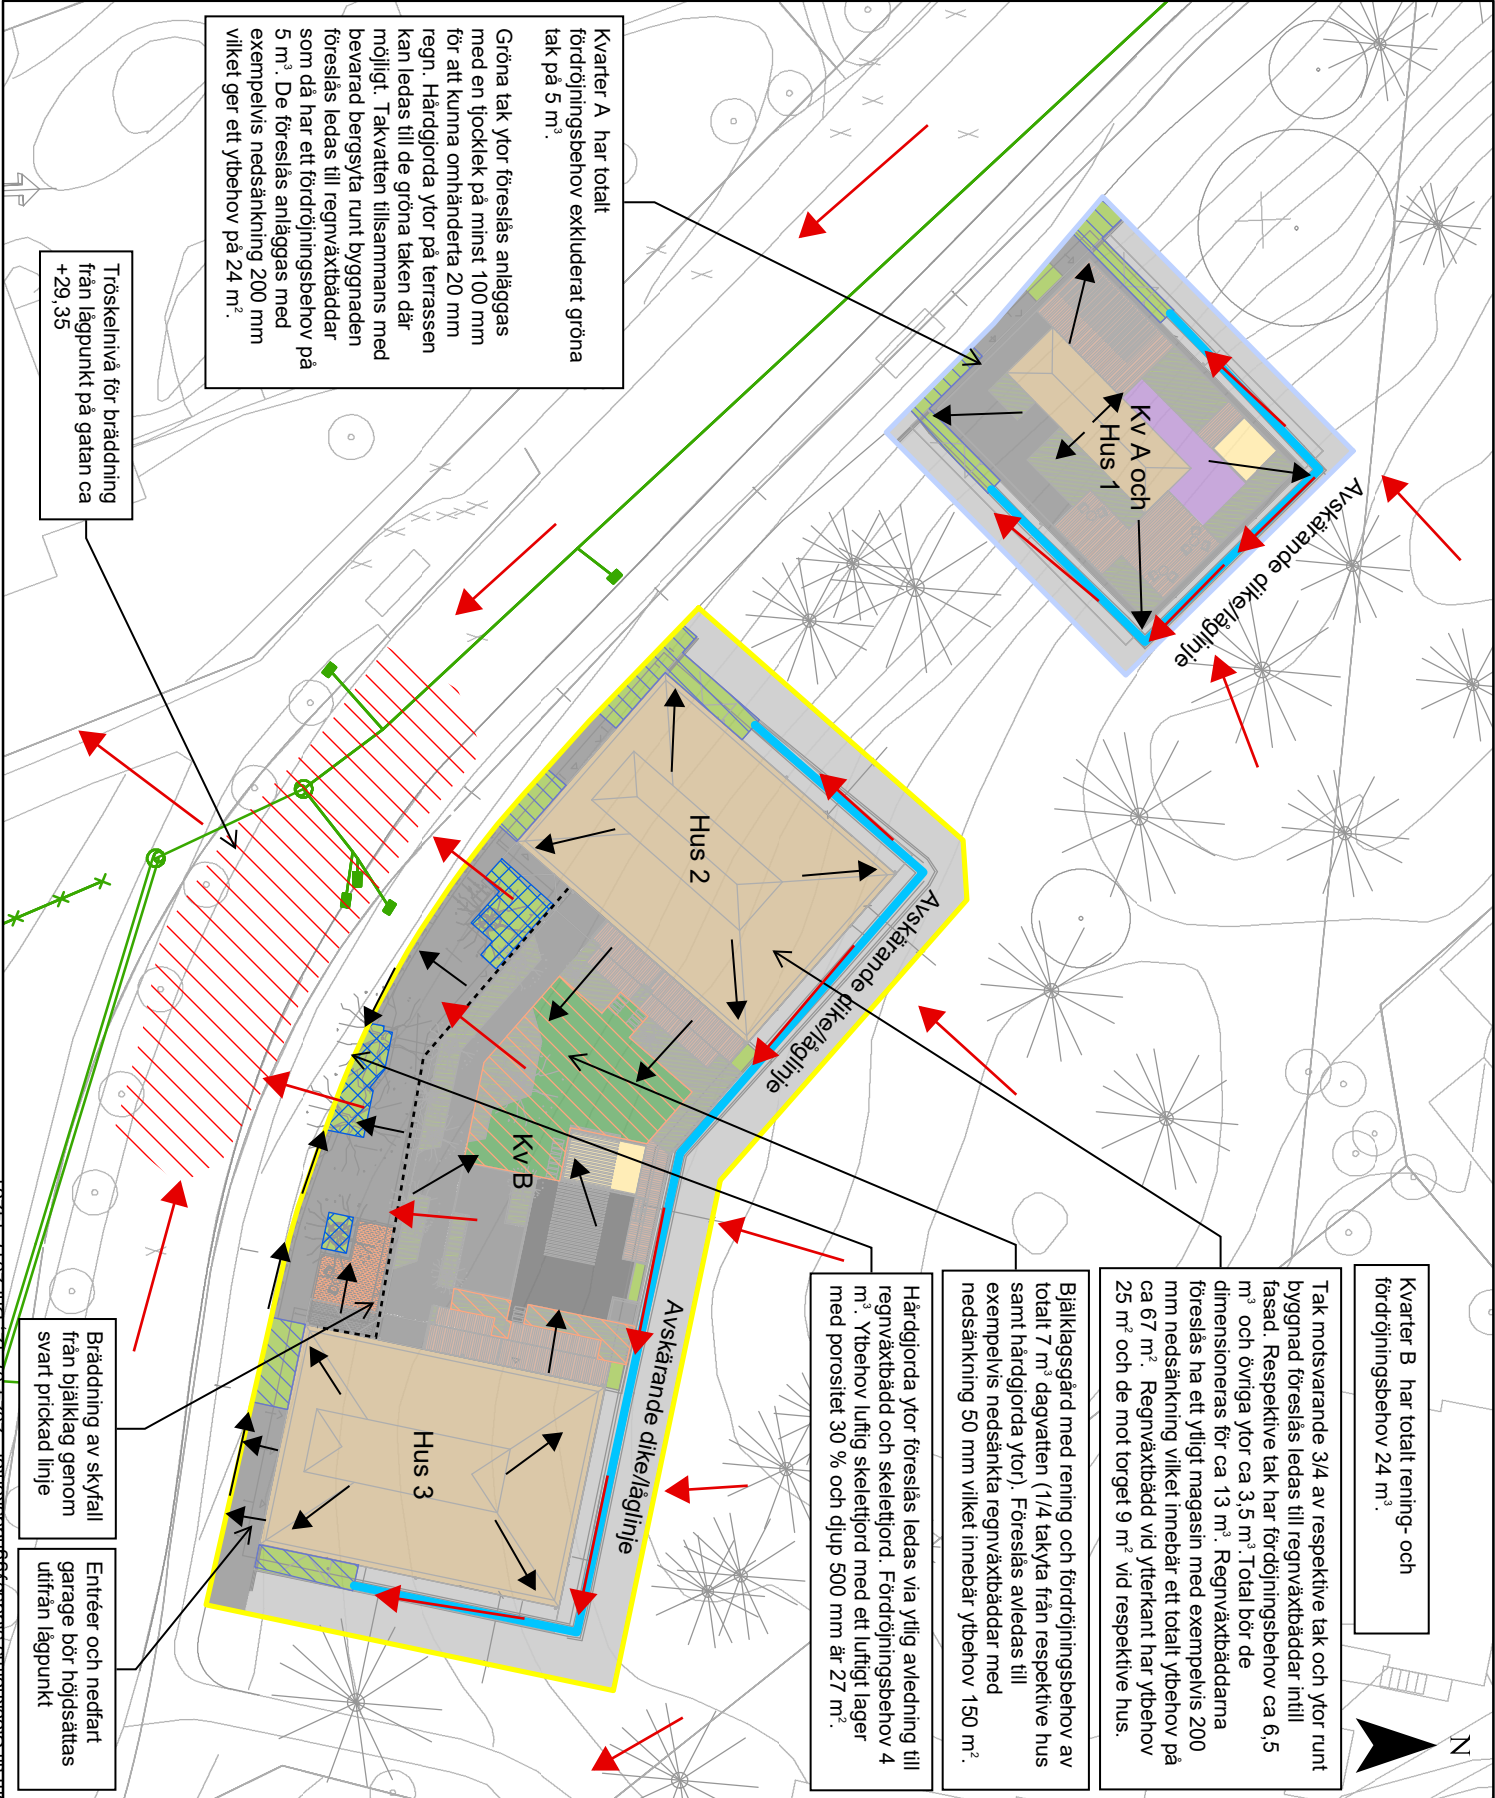 N
Kvarter B har totalt rening- och
fördröjningsbehov 24 m³.
Tak motsvarande 3/4 av respektive tak och ytor runt
byggnad föreslås ledas till regnväxtbäddar intill
fasad. Respektive tak har fördöjningsbehov ca 6,5
m³ och övriga ytor ca 3,5 m³.Total bör de
dimensioneras för ca 13 m³. Regnväxtbäddarna
föreslås ha ett ytligt magasin med exempelvis 200
mm nedsänkning vilket innebär ett totalt ytbehov på
ca 67 m². Regnväxtbädd vid ytterkant har ytbehov
25 m² och de mot torget 9 m² vid respektive hus.
Bjälklagsgård med rening och fördröjningsbehov av
totalt 7 m³ dagvatten (1/4 takyta från respektive hus
samt hårdgjorda ytor). Föreslås avledas till
exempelvis nedsänkta regnväxtbäddar med
nedsänkning 50 mm vilket innebär ytbehov 150 m².
Hårdgjorda ytor föreslås ledas via ytlig avledning till
regnväxtbädd och skelettjord. Fördröjningsbehov 4
m³. Ytbehov luftig skelettjord med ett luftigt lager
med porositet 30 % och djup 500 mm är 27 m².
Kvarter A har totalt
fördröjningsbehov exkluderat gröna
tak på 5 m³.
Gröna tak ytor föreslås anläggas
med en tjocklek på minst 100 mm
för att kunna omhänderta 20 mm
regn. Hårdgjorda ytor på terrassen
kan ledas till de gröna taken där
möjligt. Takvatten tillsammans med
bevarad bergsyta runt byggnaden
föreslås ledas till regnväxtbäddar
som då har ett fördröjningsbehov på
5 m³. De föreslås anläggas med
exempelvis nedsänkning 200 mm
vilket ger ett ytbehov på 24 m².
Kv A och
Hus 1
Avskärande dike/låglinje
Hus 2
Avskärande dike/låglinje
Kv B
Avskärande dike/låglinje
Hus 3
Tröskelnivå för bräddning
från lågpunkt på gatan ca
+29,35
Bräddning av skyfall
från bjälklag genom
svart prickad linje
Entréer och nedfart
garage bör höjdsättas
utifrån lågpunkt